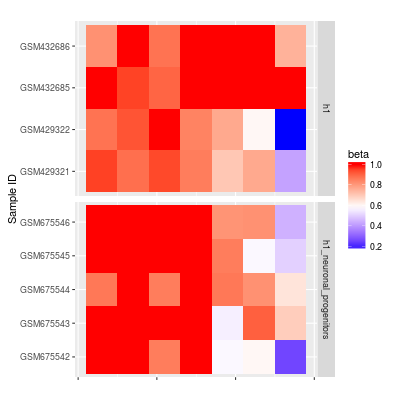 GSM432686
GSM432685
GSM429322
GSM429321
h1
GSM675546
GSM675545
GSM675544
GSM675543
GSM675542
h1_neuronal_progenitors
Sample ID
beta
1.0
0.8
0.6
0.4
0.2